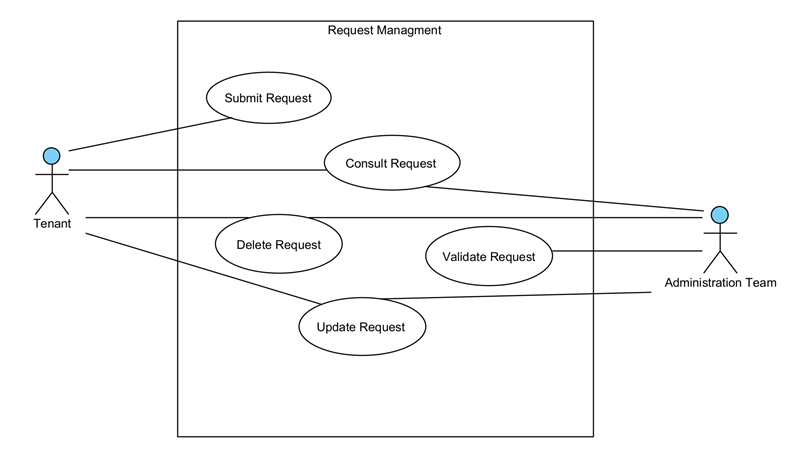 Request Managment
Submit Request
Consult Request
Tenant
Delete Request
Validate Request
Administration Team
Update Request